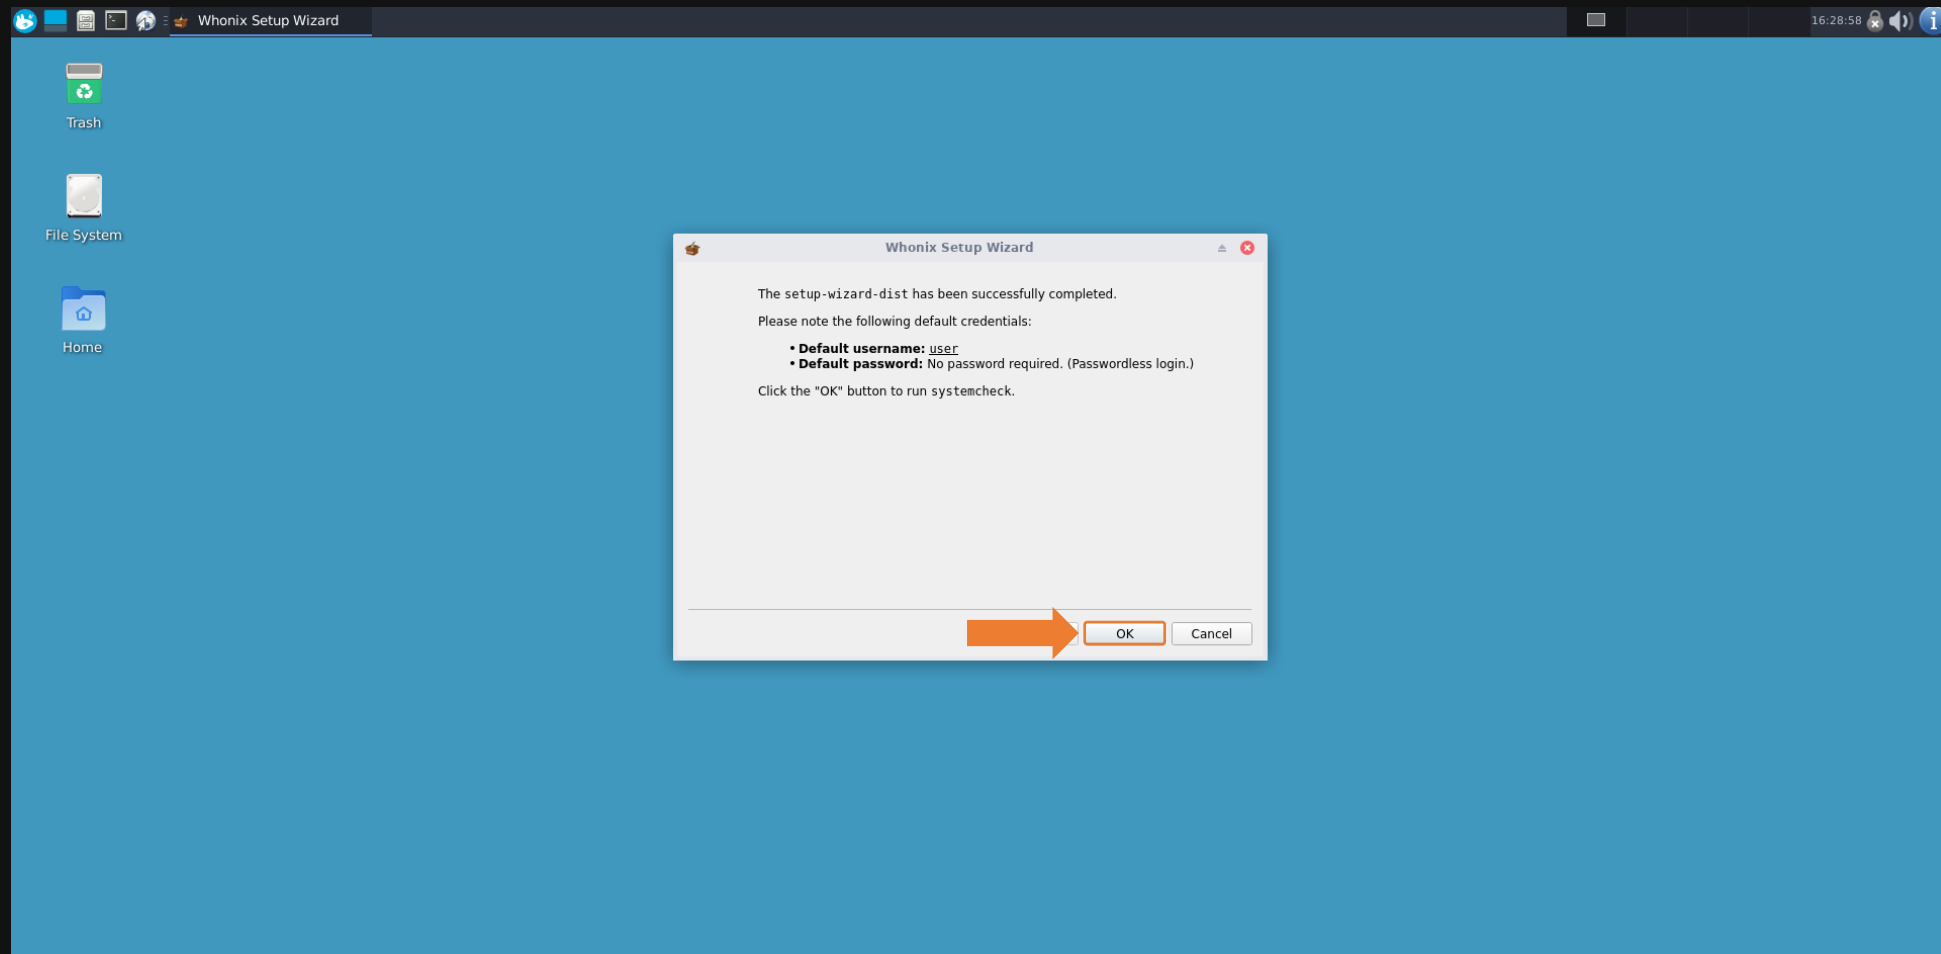 Whonix Setup Wizard
16:28:58
Trash
File System
Home
Whonix Setup Wizard
The setup-wizard-dist has been successfully completed.
Please note the following default credentials:
• Default username: user
• Default password: No password required. (Passwordless login.)
Click the "OK" button to run systemcheck.
OK
Cancel